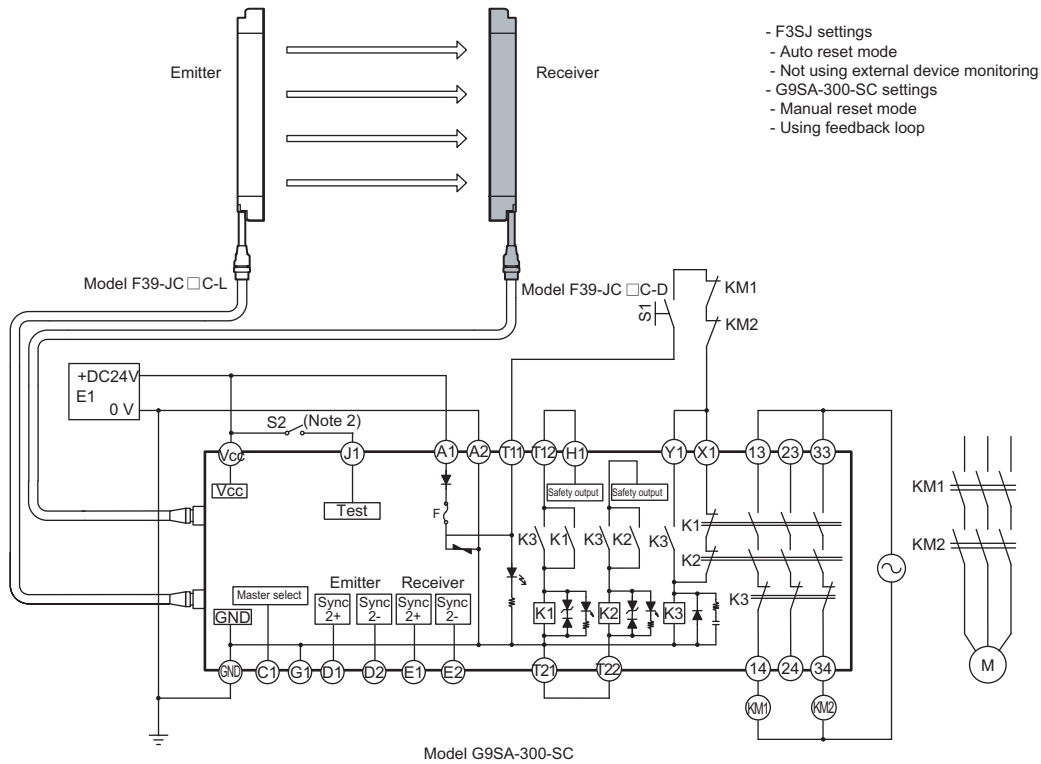 - F3SJ settings
- Auto reset mode
- Not using external device monitoring
- G9SA-300-SC settings
- Manual reset mode
- Using feedback loop
Emitter
Receiver
Model F39-JC□C-L
Model F39-JC□C-D
S1
KM1
KM2
+DC24V
E1
0 V
S2
(Note 2)
Vcc
J1
A1
A2
T11
T12
H1
Y1
X1
13
23
33
Vcc
Test
F
Safety output
Safety output
K3
K1
K3
K2
K3
K1
K2
K3
KM1
KM2
Master select
Emitter
Receiver
GND
Sync 2+
Sync 2-
Sync 2+
Sync 2-
K1
K2
K3
GND
C1
G1
D1
D2
E1
E2
T21
T22
14
24
34
M
KM1
KM2
Model G9SA-300-SC